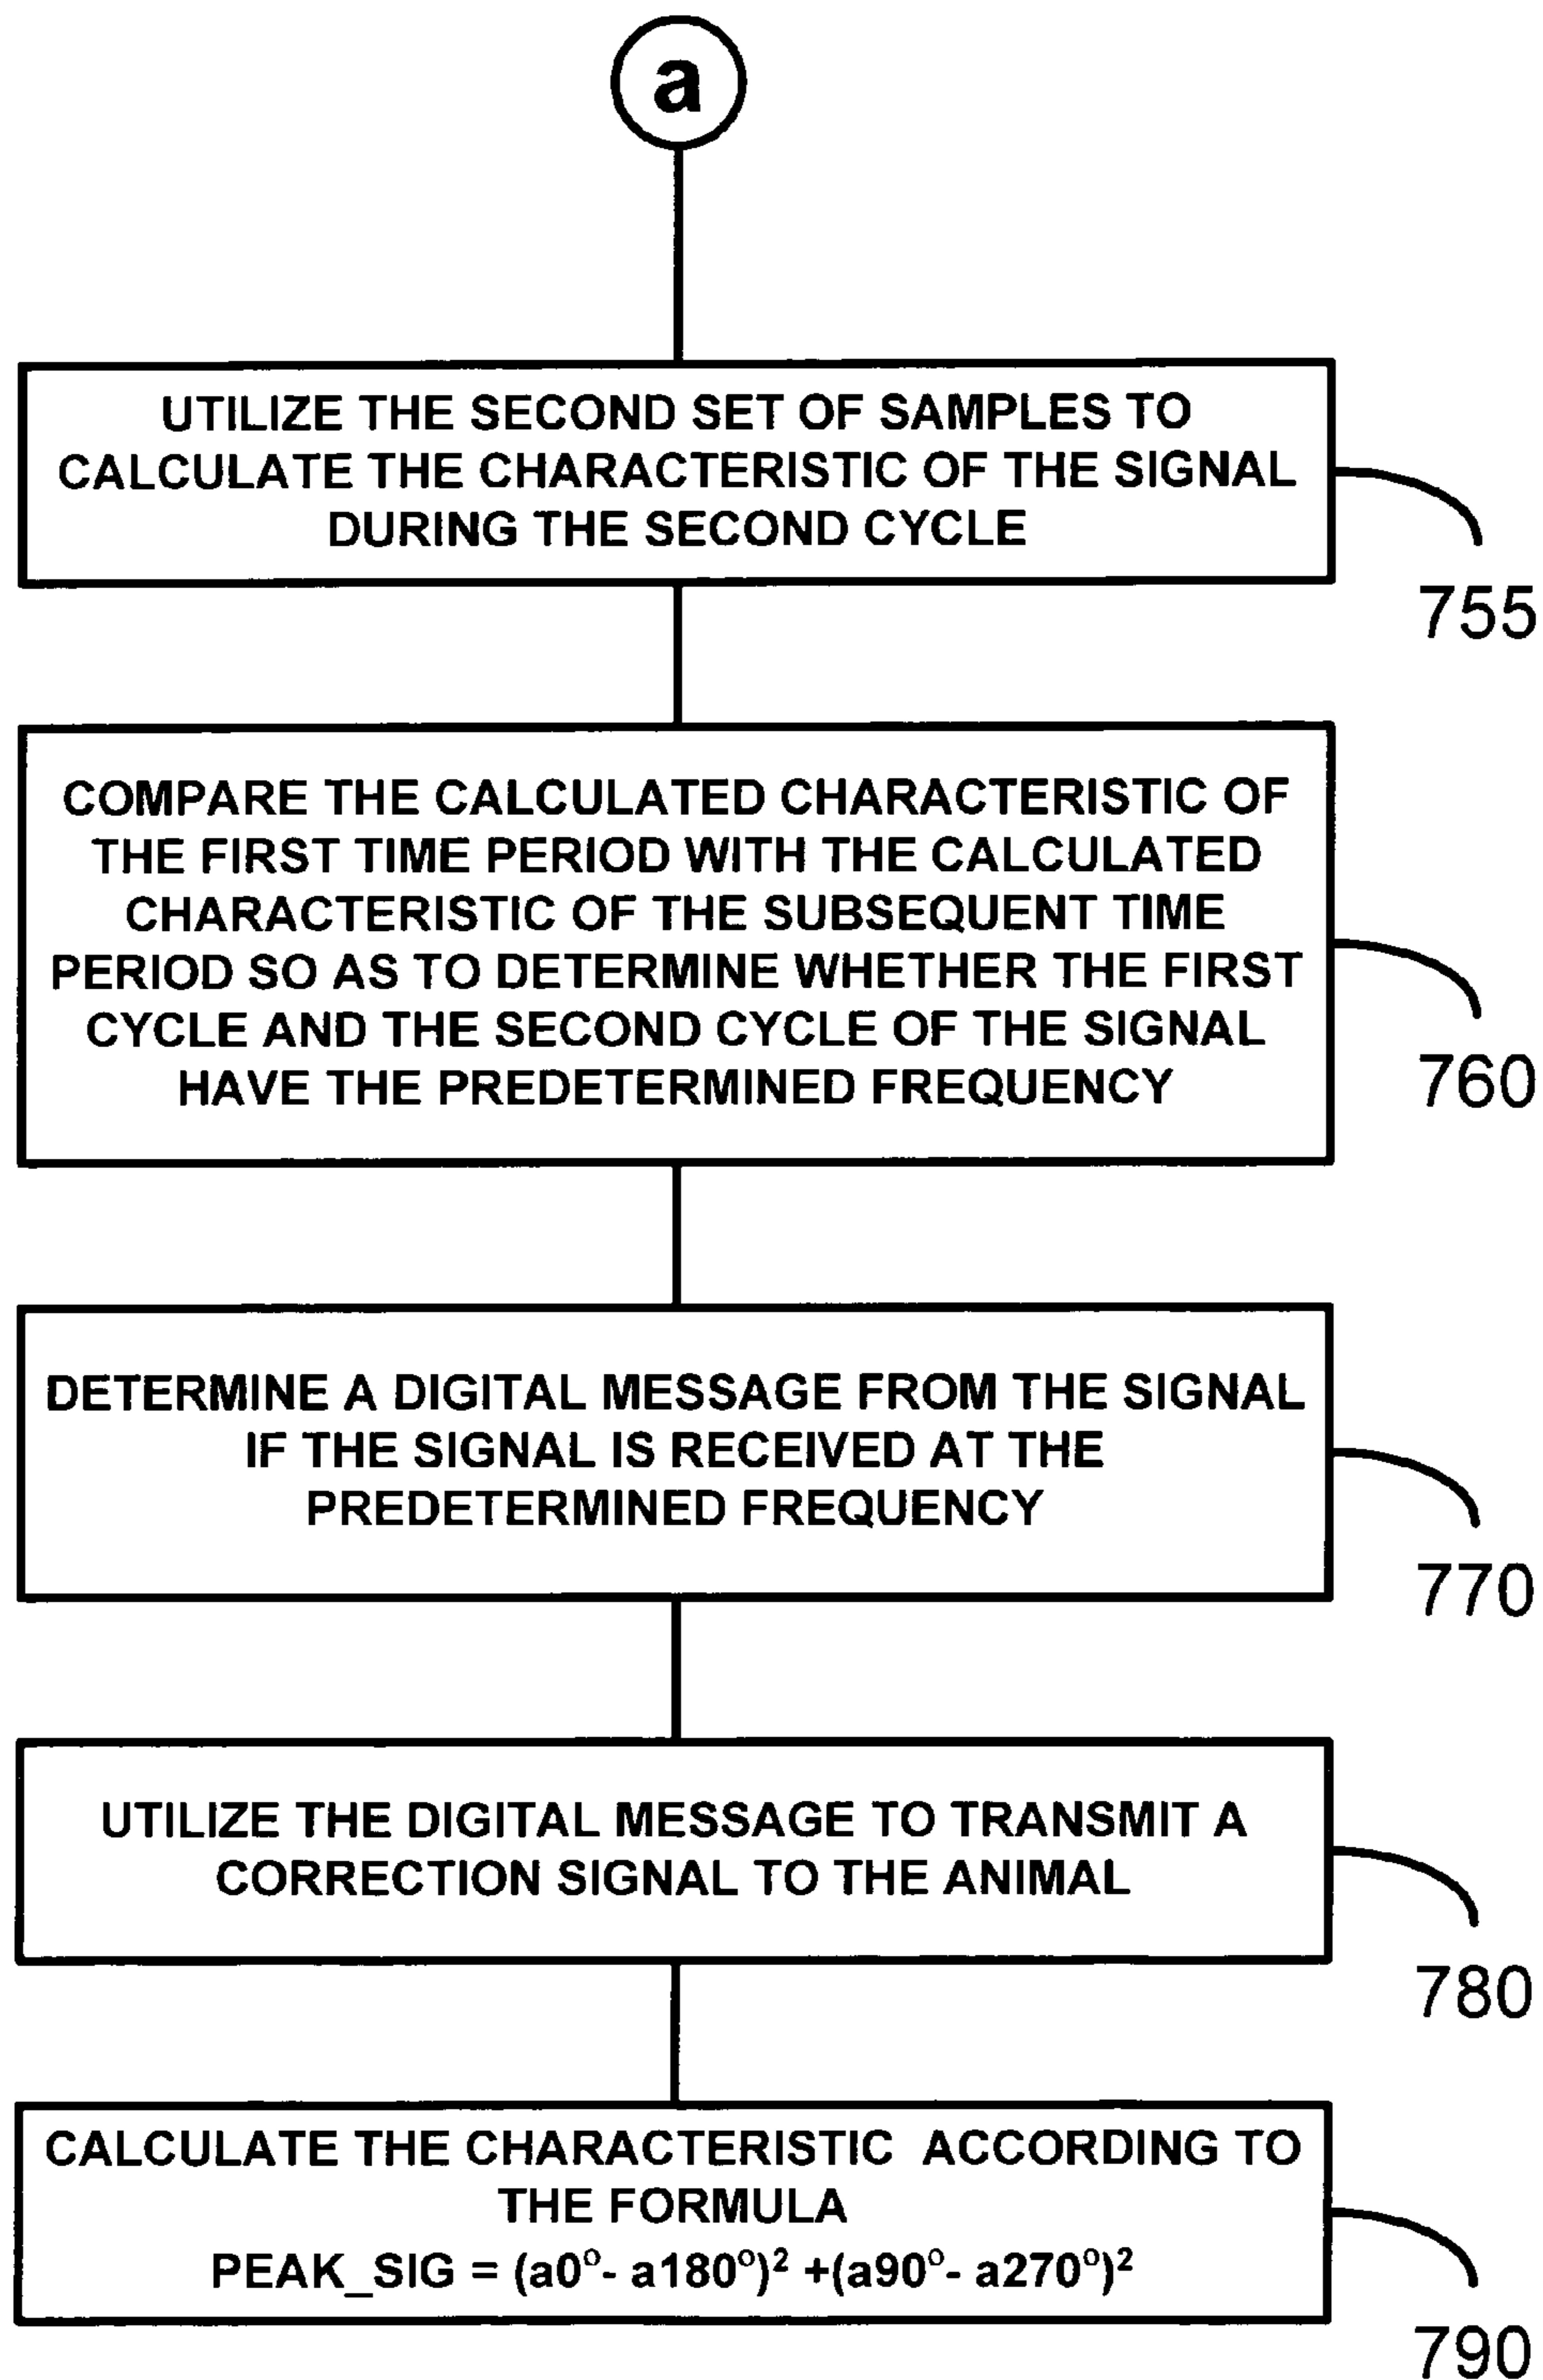 a
UTILIZE THE SECOND SET OF SAMPLES TO
CALCULATE THE CHARACTERISTIC OF THE SIGNAL
DURING THE SECOND CYCLE
755
COMPARE THE CALCULATED CHARACTERISTIC OF
THE FIRST TIME PERIOD WITH THE CALCULATED
CHARACTERISTIC OF THE SUBSEQUENT TIME
PERIOD SO AS TO DETERMINE WHETHER THE FIRST
CYCLE AND THE SECOND CYCLE OF THE SIGNAL
HAVE THE PREDETERMINED FREQUENCY
760
DETERMINE A DIGITAL MESSAGE FROM THE SIGNAL
IF THE SIGNAL IS RECEIVED AT THE
PREDETERMINED FREQUENCY
770
UTILIZE THE DIGITAL MESSAGE TO TRANSMIT A
CORRECTION SIGNAL TO THE ANIMAL
780
CALCULATE THE CHARACTERISTIC ACCORDING TO
THE FORMULA
PEAK_SIG = (a0°- a180°)² +(a90°- a270°)²
790